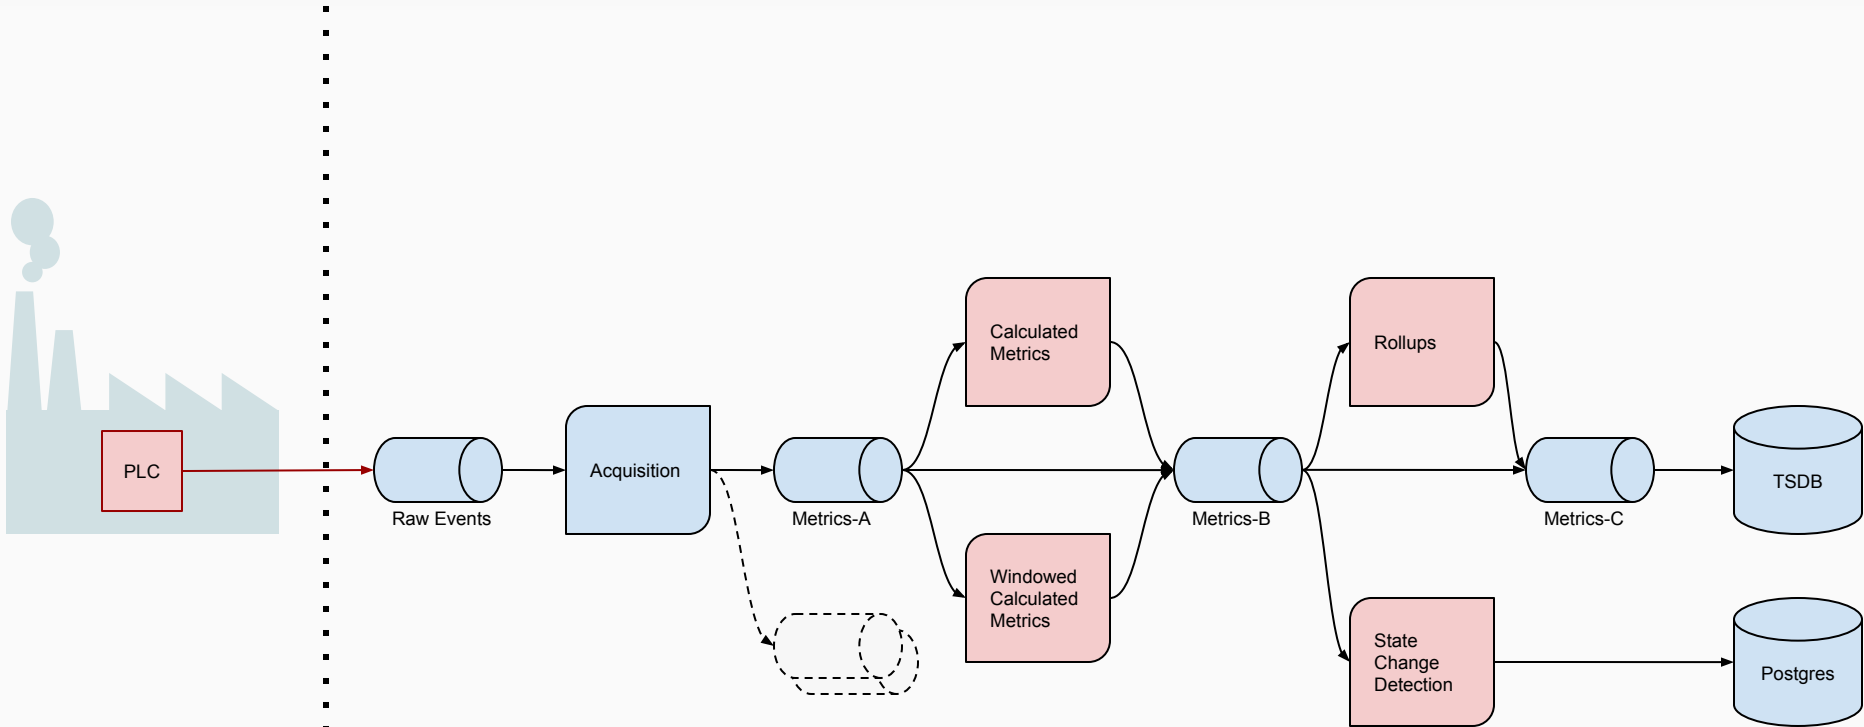 PLC
Raw Events
Acquisition
Metrics-A
Calculated
Metrics
Windowed
Calculated
Metrics
Metrics-B
Rollups
State
Change
Detection
Metrics-C
TSDB
Postgres